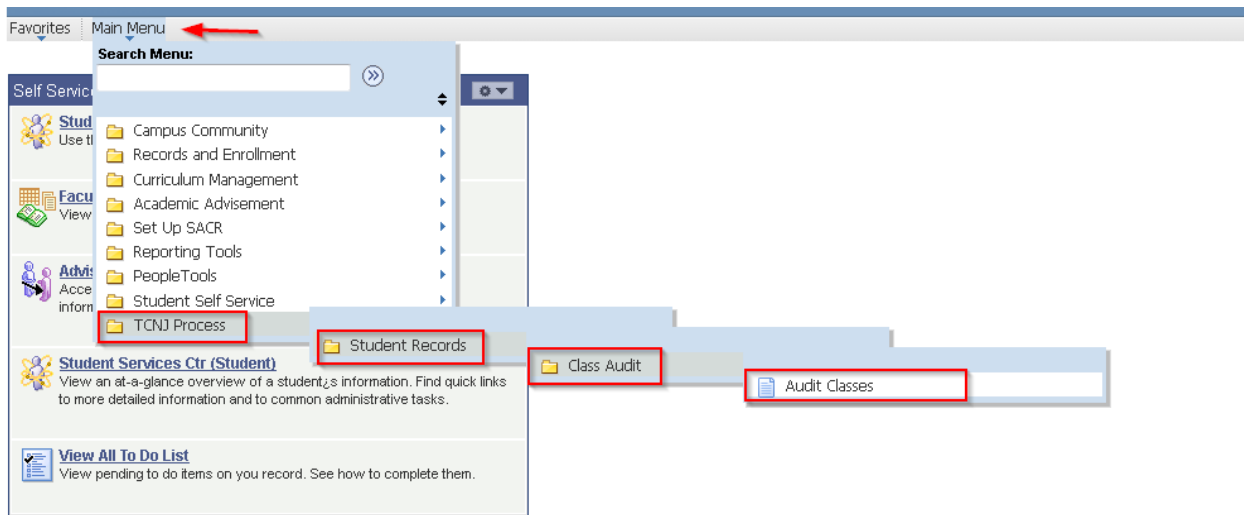 Favorites Main Menu
Search Menu:
Self Servic
Campus Community
Records and Enrollment
Curriculum Management
Academic Advisement
Set Up SACR
Reporting Tools
PeopleTools
Student Self Service
TCNJ Process
Student Records
Class Audit
Audit Classes
Stud
Use th
Facu
View
Advis
Acce
inforn
Student Services Ctr (Student)
View an at-a-glance overview of a student¿s information. Find quick links
to more detailed information and to common administrative tasks.
View All To Do List
View pending to do items on you record. See how to complete them.